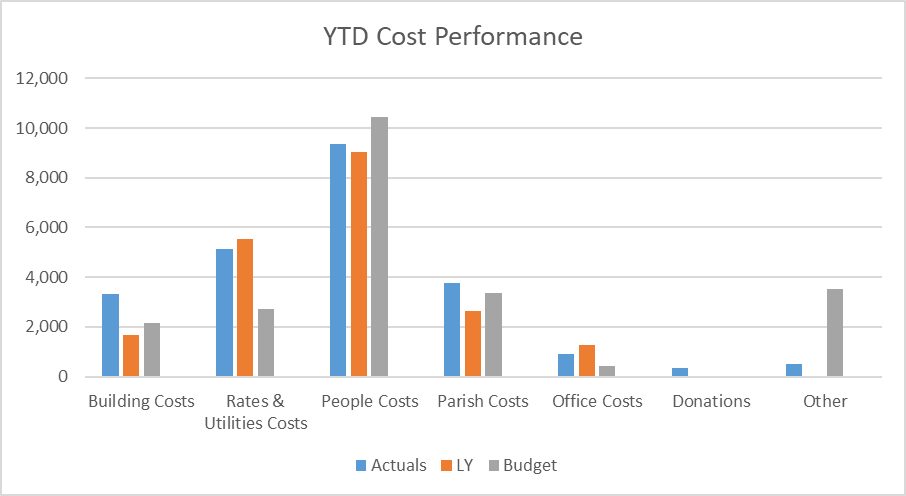 YTD Cost Performance
12,000
10,000
8,000
6,000
4,000
2,000
0
Building Costs
Rates &
Utilities Costs
People Costs
Parish Costs
Office Costs
Donations
Other
Actuals
LY
Budget